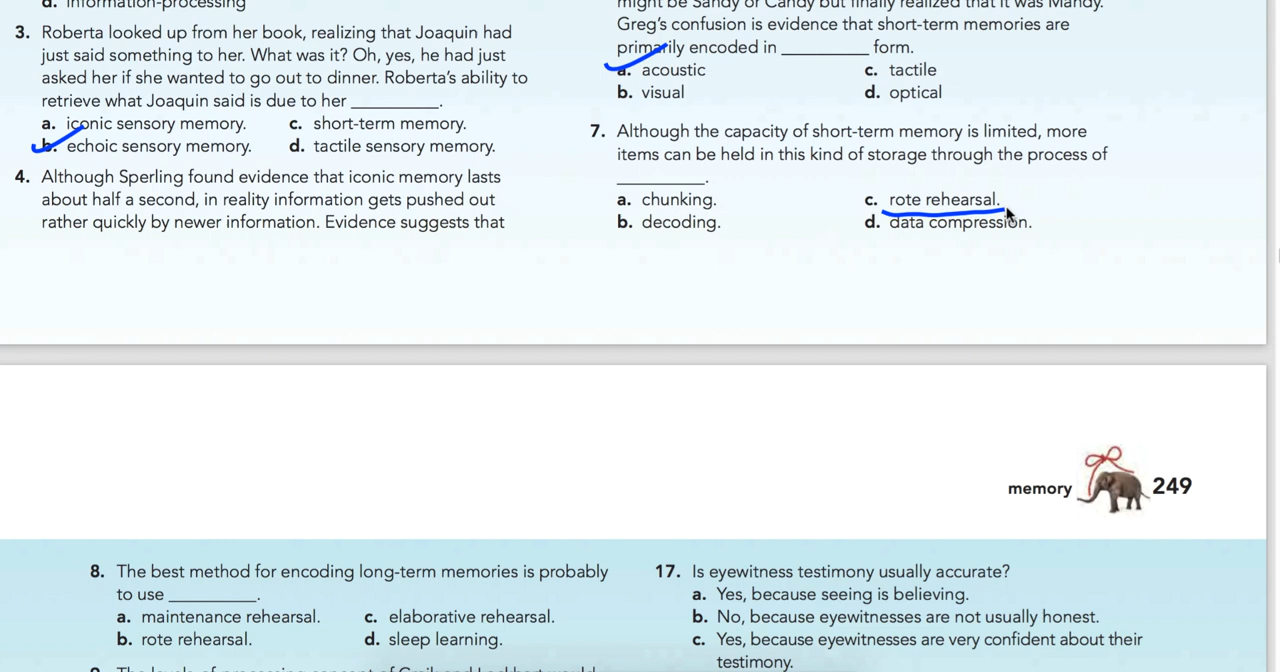 d. information-processing
3. Roberta looked up from her book, realizing that Joaquin had
just said something to her. What was it? Oh, yes, he had just
asked her if she wanted to go out to dinner. Roberta's ability to
retrieve what Joaquin said is due to her __________.
a. iconic sensory memory. c. short-term memory.
b. echoic sensory memory. d. tactile sensory memory.
4. Although Sperling found evidence that iconic memory lasts
about half a second, in reality information gets pushed out
rather quickly by newer information. Evidence suggests that
might be Sandy or Candy but finally realized that it was Mandy.
Greg's confusion is evidence that short-term memories are
primarily encoded in __________ form.
a. acoustic c. tactile
b. visual d. optical
7. Although the capacity of short-term memory is limited, more
items can be held in this kind of storage through the process of
__________.
a. chunking. c. rote rehearsal.
b. decoding. d. data compression.
memory 249
8. The best method for encoding long-term memories is probably
to use __________.
a. maintenance rehearsal. c. elaborative rehearsal.
b. rote rehearsal. d. sleep learning.
17. Is eyewitness testimony usually accurate?
a. Yes, because seeing is believing.
b. No, because eyewitnesses are not usually honest.
c. Yes, because eyewitnesses are very confident about their
testimony.